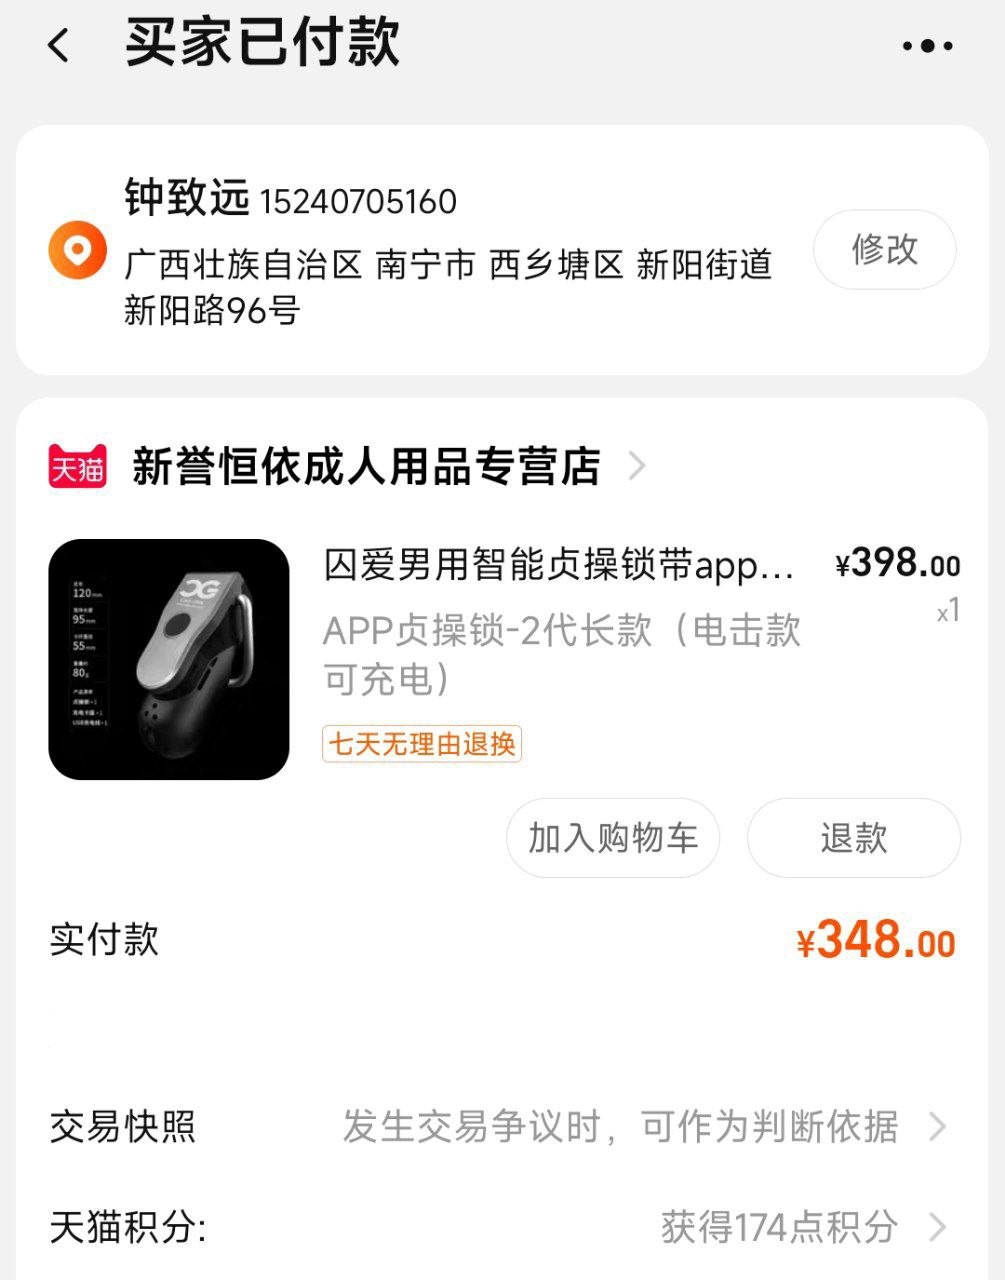 买家已付款
钟致远 15240705160
广西壮族自治区 南宁市 西乡塘区 新阳街道
新阳路96号
修改
天猫
新誉恒依成人用品专营店
120mm
95mm
55mm
80g
囚爱男用智能贞操锁带app...
¥398.00
x1
APP贞操锁-2代长款（电击款
可充电）
七天无理由退换
加入购物车
退款
实付款
¥348.00
交易快照
发生交易争议时，可作为判断依据
天猫积分:
获得174点积分